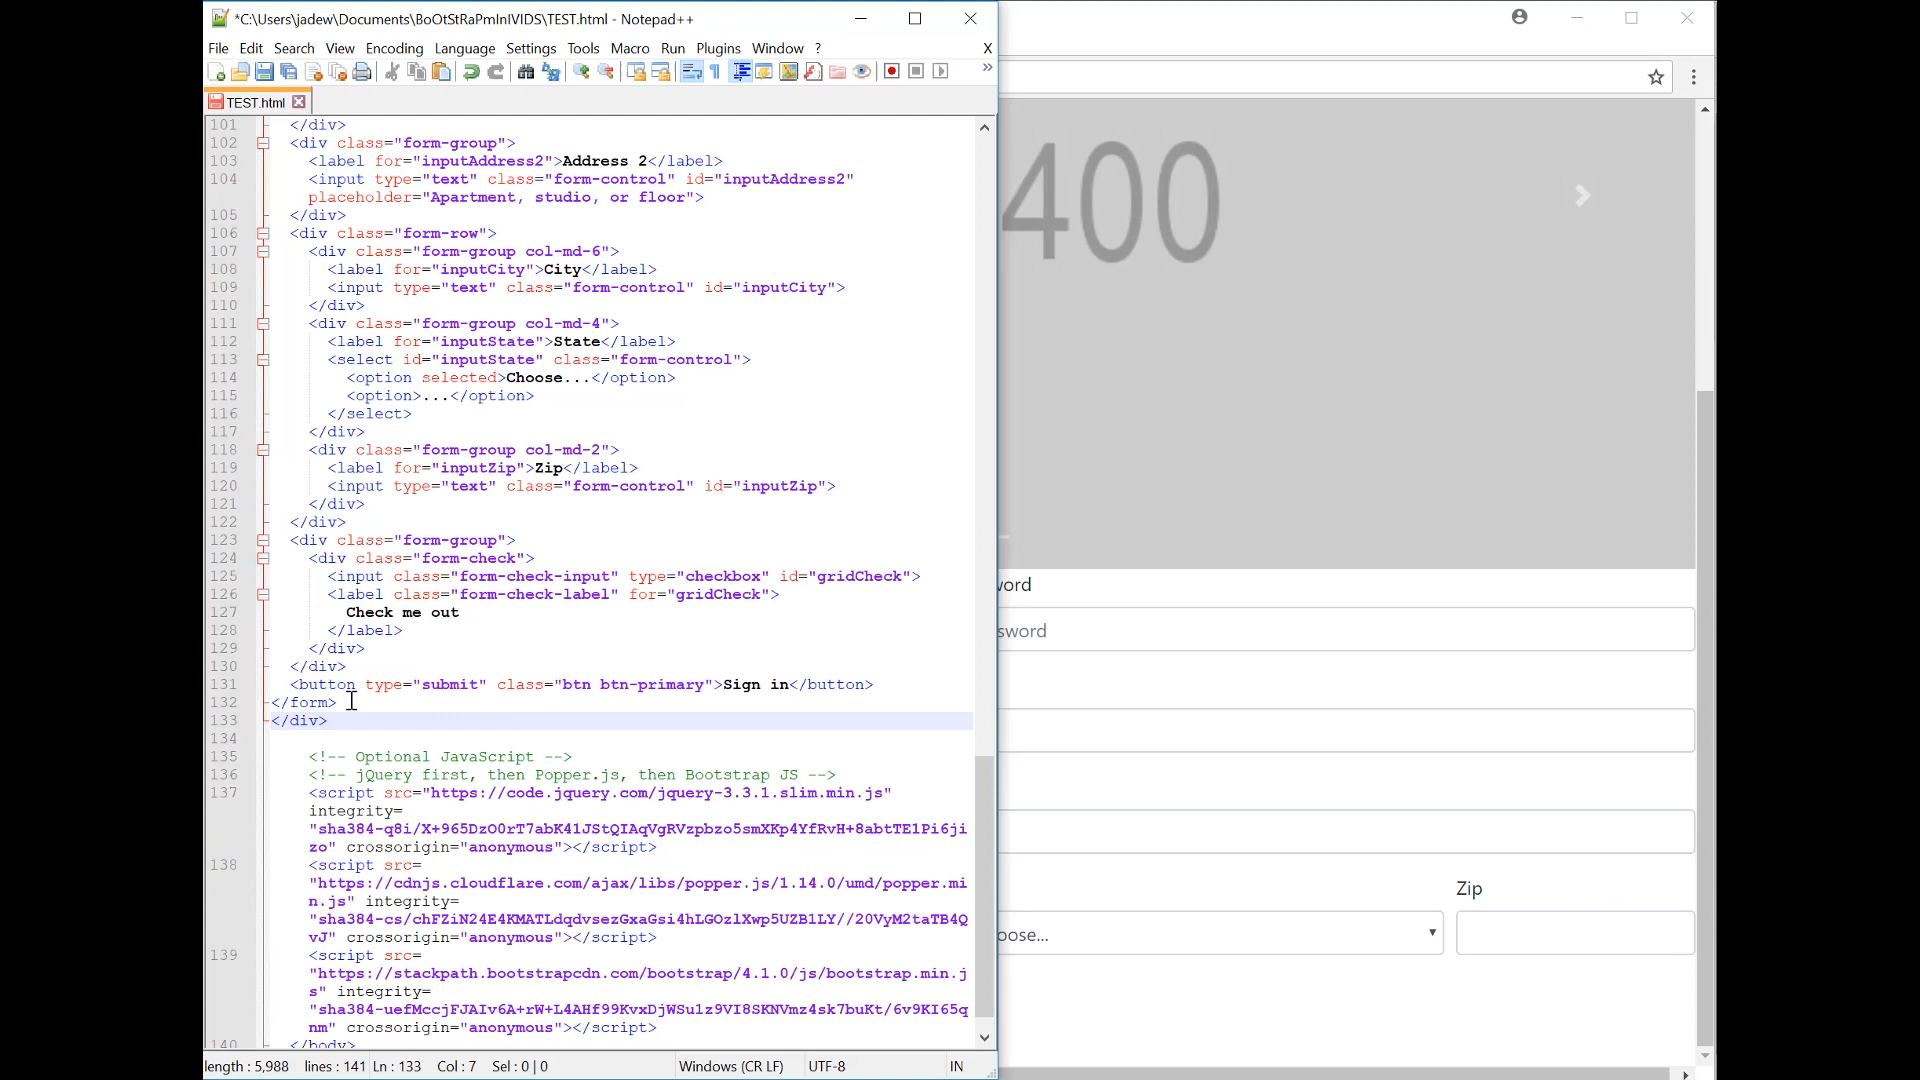 *C:\Users\jadew\Documents\BoOtStRaPmInIVIDS\TEST.html - Notepad++
File Edit Search View Encoding Language Settings Tools Macro Run Plugins Window ? X
TEST.html
101 </div>
102 <div class="form-group">
103 <label for="inputAddress2">Address 2</label>
104 <input type="text" class="form-control" id="inputAddress2"
placeholder="Apartment, studio, or floor">
105 </div>
106 <div class="form-row">
107 <div class="form-group col-md-6">
108 <label for="inputCity">City</label>
109 <input type="text" class="form-control" id="inputCity">
110 </div>
111 <div class="form-group col-md-4">
112 <label for="inputState">State</label>
113 <select id="inputState" class="form-control">
114 <option selected>Choose...</option>
115 <option>...</option>
116 </select>
117 </div>
118 <div class="form-group col-md-2">
119 <label for="inputZip">Zip</label>
120 <input type="text" class="form-control" id="inputZip">
121 </div>
122 </div>
123 <div class="form-group">
124 <div class="form-check">
125 <input class="form-check-input" type="checkbox" id="gridCheck">
126 <label class="form-check-label" for="gridCheck">
127 Check me out
128 </label>
129 </div>
130 </div>
131 <button type="submit" class="btn btn-primary">Sign in</button>
132 </form>
133 </div>
134
135 <!-- Optional JavaScript -->
136 <!-- jQuery first, then Popper.js, then Bootstrap JS -->
137 <script src="https://code.jquery.com/jquery-3.3.1.slim.min.js"
integrity=
"sha384-q8i/X+965DzO0rT7abK41JStQIAqVgRVzpbzo5smXKp4YfRvH+8abtTE1Pi6ji
zo" crossorigin="anonymous"></script>
138 <script src=
"https://cdnjs.cloudflare.com/ajax/libs/popper.js/1.14.0/umd/popper.mi
n.js" integrity=
"sha384-cs/chFZiN24E4KMATLdqdvsezGxaGsi4hLGOzlXwp5UZB1LY//20VyM2taTB4Q
vJ" crossorigin="anonymous"></script>
139 <script src=
"https://stackpath.bootstrapcdn.com/bootstrap/4.1.0/js/bootstrap.min.j
s" integrity=
"sha384-uefMccjFJAIv6A+rW+L4AHf99KvxDjWSu1z9VI8SKNVmz4sk7buKt/6v9KI65q
nm" crossorigin="anonymous"></script>
140 </body>
length : 5,988 lines : 141 Ln : 133 Col : 7 Sel : 0 | 0 Windows (CR LF) UTF-8 IN
400
word
sword
Zip
oose...